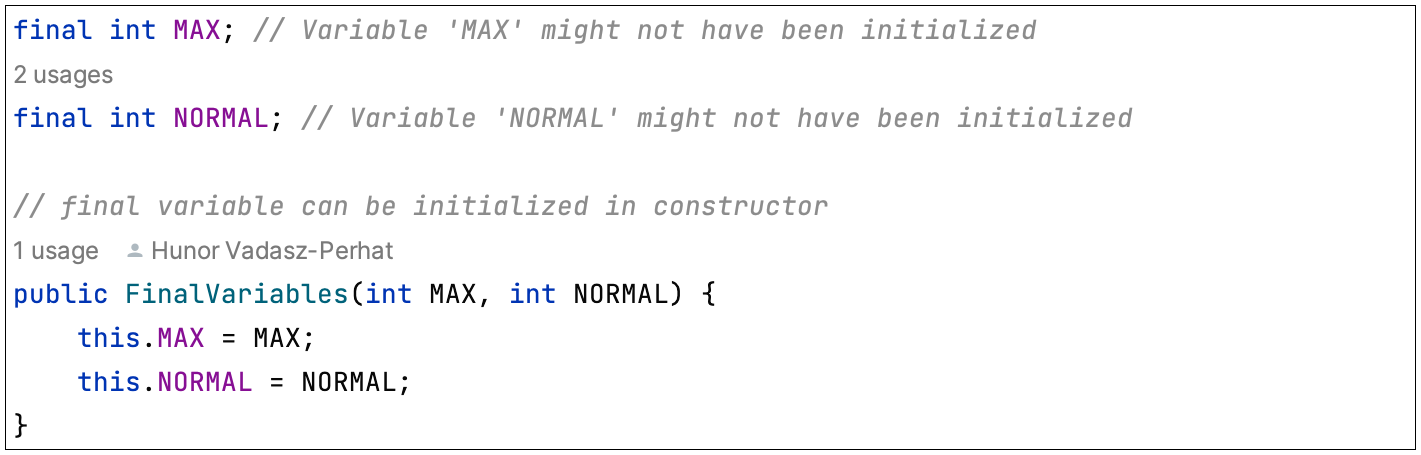 final int MAX; // Variable 'MAX' might not have been initialized
2 usages
final int NORMAL; // Variable 'NORMAL' might not have been initialized
// final variable can be initialized in constructor
1 usage Hunor Vadasz-Perhat
public FinalVariables(int MAX, int NORMAL) {
    this.MAX = MAX;
    this.NORMAL = NORMAL;
}